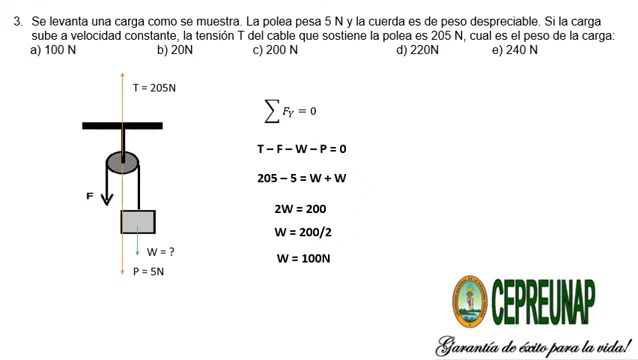 3. Se levanta una carga como se muestra. La polea pesa 5 N y la cuerda es de peso despreciable. Si la carga
sube a velocidad constante, la tensión T del cable que sostiene la polea es 205 N, cual es el peso de la carga:
a) 100 N b) 20N c) 200 N d) 220N e) 240 N
T = 205N
∑ F_Y = 0
T – F – W – P = 0
205 – 5 = W + W
F
2W = 200
W = 200/2
W = ?
W = 100N
P = 5N
CEPREUNAP
Garantía de éxito para la vida!